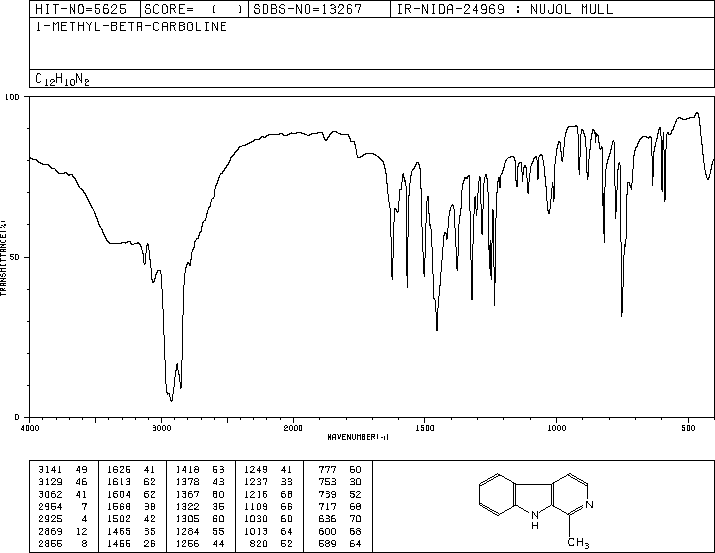 HIT-NO=5625 SCORE= ( ) SDBS-NO=13267 IR-NIDA-24969 : NUJOL MULL
1-METHYL-BETA-CARBOLINE
C12H10N2
100
TRANSMITTANCE(%)
50
0
4000 3000 2000 1500 1000 500
WAVENUMBER(-1)
3141 49 1626 41 1418 53 1249 41 777 60
3129 46 1613 62 1378 43 1237 33 753 30
3062 41 1604 62 1367 60 1216 68 739 52
2954 7 1568 38 1322 35 1109 66 717 68
2925 4 1502 42 1305 60 1030 60 636 70
2869 12 1465 35 1284 55 1013 64 600 68
2855 8 1455 26 1256 44 820 52 589 64
N
N
H
CH3